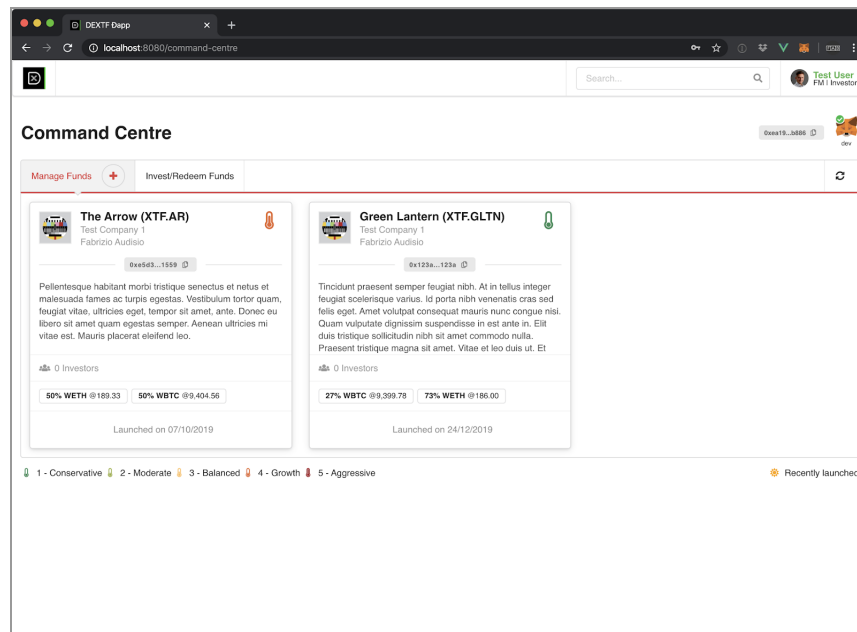 DEXTF Đapp
localhost:8080/command-centre
Search...
Test User
FM | Investor
Command Centre
0xea19...b886
dev
Manage Funds
Invest/Redeem Funds
The Arrow (XTF.AR)
Test Company 1
Fabrizio Audisio
0xe5d3...1559
Pellentesque habitant morbi tristique senectus et netus et
malesuada fames ac turpis egestas. Vestibulum tortor quam,
feugiat vitae, ultricies eget, tempor sit amet, ante. Donec eu
libero sit amet quam egestas semper. Aenean ultricies mi
vitae est. Mauris placerat eleifend leo.
0 Investors
50% WETH @189.33
50% WBTC @9,404.56
Launched on 07/10/2019
Green Lantern (XTF.GLTN)
Test Company 1
Fabrizio Audisio
0x123a...123a
Tincidunt praesent semper feugiat nibh. At in tellus integer
feugiat scelerisque varius. Id porta nibh venenatis cras sed
felis eget. Amet volutpat consequat mauris nunc congue nisi.
Quam vulputate dignissim suspendisse in est ante in. Elit
duis tristique sollicitudin nibh sit amet commodo nulla.
Praesent tristique magna sit amet. Vitae et leo duis ut. Et
0 Investors
27% WBTC @9,399.78
73% WETH @186.00
Launched on 24/12/2019
1 - Conservative
2 - Moderate
3 - Balanced
4 - Growth
5 - Aggressive
Recently launched